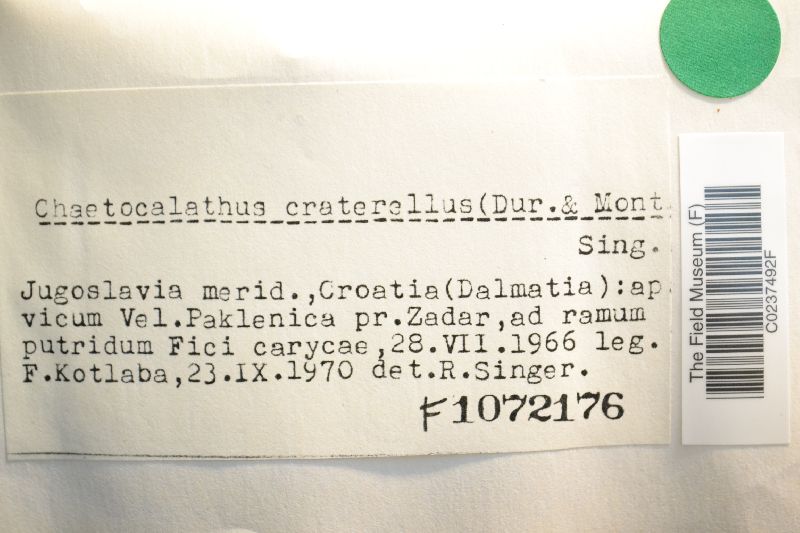 Chaetocalathus craterellus(Dur.& Mont.
Sing.
Jugoslavia merid.,Croatia(Dalmatia):ap.
vicum Vel.Paklenica pr.Zadar,ad ramum
putridum Fici carycae,28.VII.1966 leg.
F.Kotlaba,23.IX.1970 det.R.Singer.
F1072176
The Field Museum (F)
C0237492F